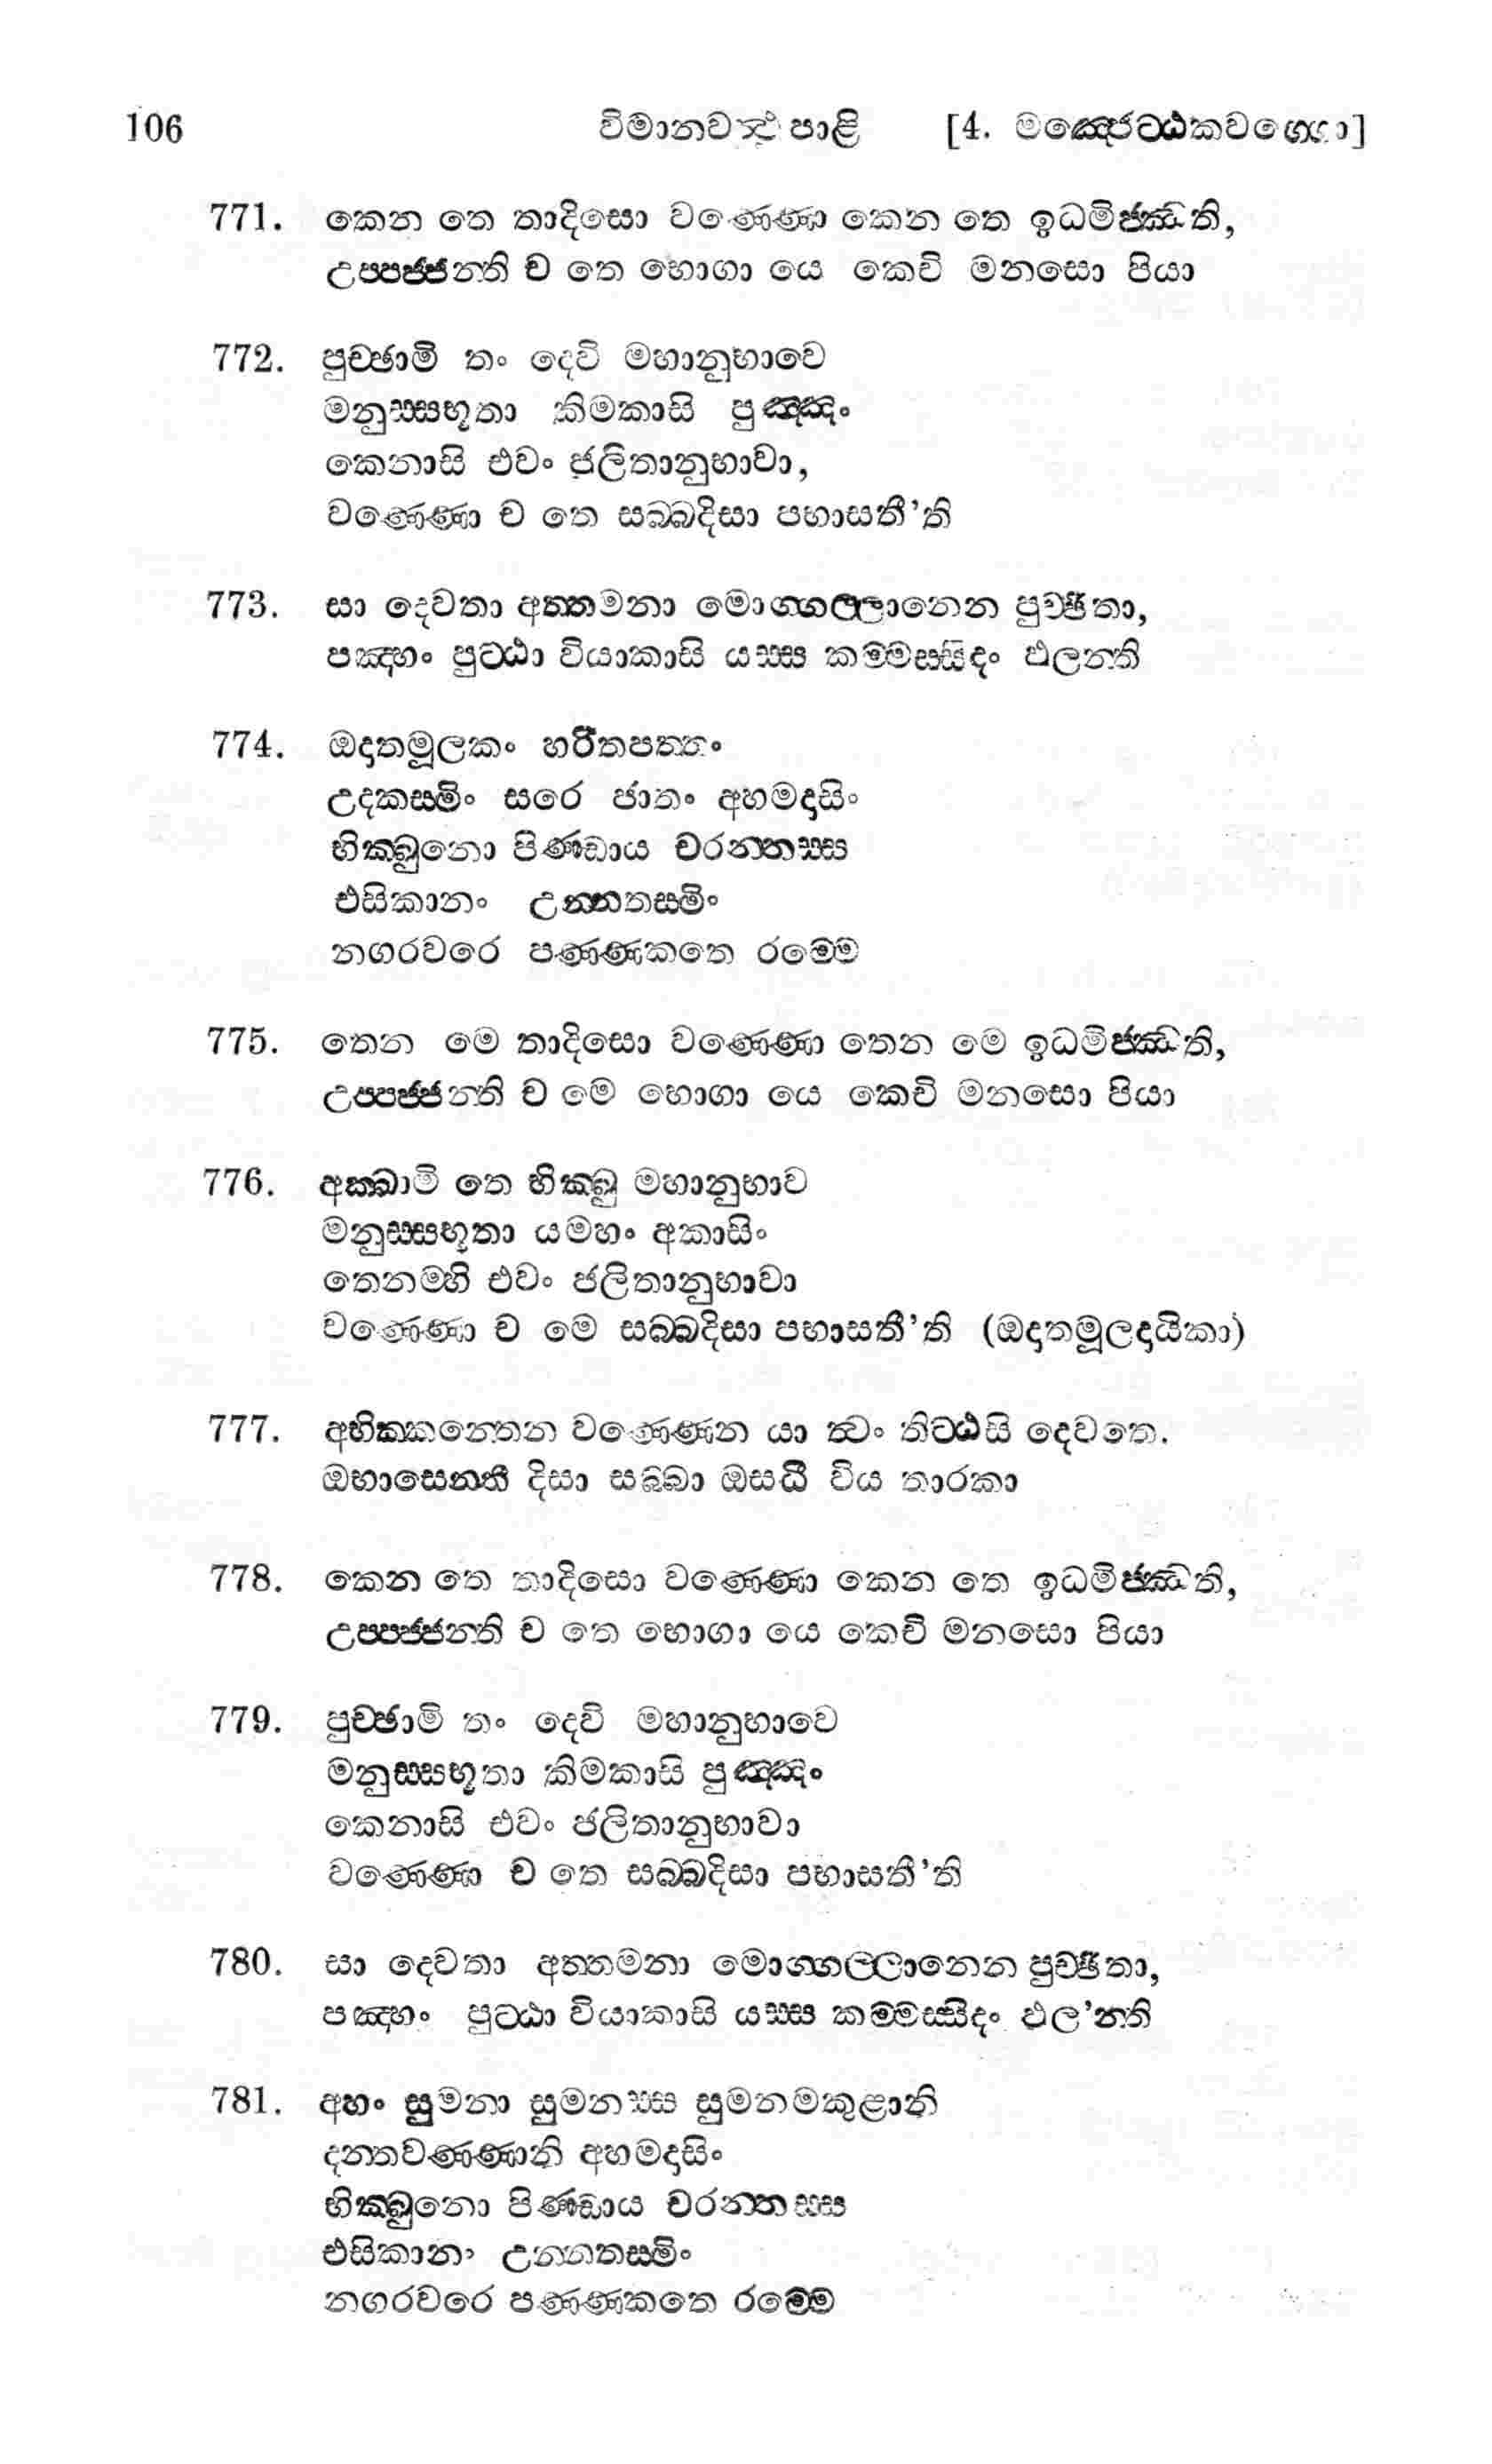 106 විමානවත්‍ථු පාළි [4. මඤ්ජෙට්ඨකවග්ගො]
771. කෙන තෙ තාදිසො වණ්ණො කෙන තෙ ඉධමිජ්ඣති,
උප්පජ්ජන්ති ච තෙ භොගා යෙ කෙචි මනසො පියා
772. පුච්ඡාමි තං දෙවි මහානුභාවෙ
මනුස්සභූතා කිමකාසි පුඤ්ඤං
කෙනාසි එවං ජලිතානුභාවා,
වණ්ණො ච තෙ සබ්බදිසා පභාසතී’ති
773. සා දෙවතා අත්තමනා මොග්ගල්ලානෙන පුච්ඡිතා,
පඤ්හං පුට්ඨා වියාකාසි යස්ස කම්මස්සිදං ඵලන්ති
774. ඔදාතමූලකං හරීතපත්තං
උදකස්මිං සරෙ ජාතං අහමදාසිං
භික්ඛුනො පිණ්ඩාය චරන්තස්ස
එසිකානං උන්නතස්මිං
නගරවරෙ පණ්ණකතෙ රම්මෙ
775. තෙන මෙ තාදිසො වණ්ණො තෙන මෙ ඉධමිජ්ඣති,
උප්පජ්ජන්ති ච මෙ භොගා යෙ කෙචි මනසො පියා
776. අක්ඛාමි තෙ භික්ඛු මහානුභාව
මනුස්සභූතා යමහං අකාසිං
තෙනම්හි එවං ජලිතානුභාවා
වණ්ණො ච මෙ සබ්බදිසා පභාසතී’ති (ඔදාතමූලදායිකා)
777. අභික්කන්තෙන වණ්ණෙන යා ත්වං තිට්ඨසි දෙවතෙ.
ඔභාසෙන්තී දිසා සබ්බා ඔසධී විය තාරකා
778. කෙන තෙ තාදිසො වණ්ණො කෙන තෙ ඉධමිජ්ඣති,
උප්පජ්ජන්ති ච තෙ භොගා යෙ කෙචි මනසො පියා
779. පුච්ඡාමි තං දෙවි මහානුභාවෙ
මනුස්සභූතා කිමකාසි පුඤ්ඤං
කෙනාසි එවං ජලිතානුභාවා
වණ්ණො ච තෙ සබ්බදිසා පභාසතී’ති
780. සා දෙවතා අත්තමනා මොග්ගල්ලානෙන පුච්ඡිතා,
පඤ්හං පුට්ඨා වියාකාසි යස්ස කම්මස්සිදං ඵල’න්ති
781. අහං සුමනා සුමනස්ස සුමනමකුළානි
දන්තවණ්ණානි අහමදාසිං
භික්ඛුනො පිණ්ඩාය චරන්තස්ස
එසිකානං උන්නතස්මිං
නගරවරෙ පණ්ණකතෙ රම්මෙ